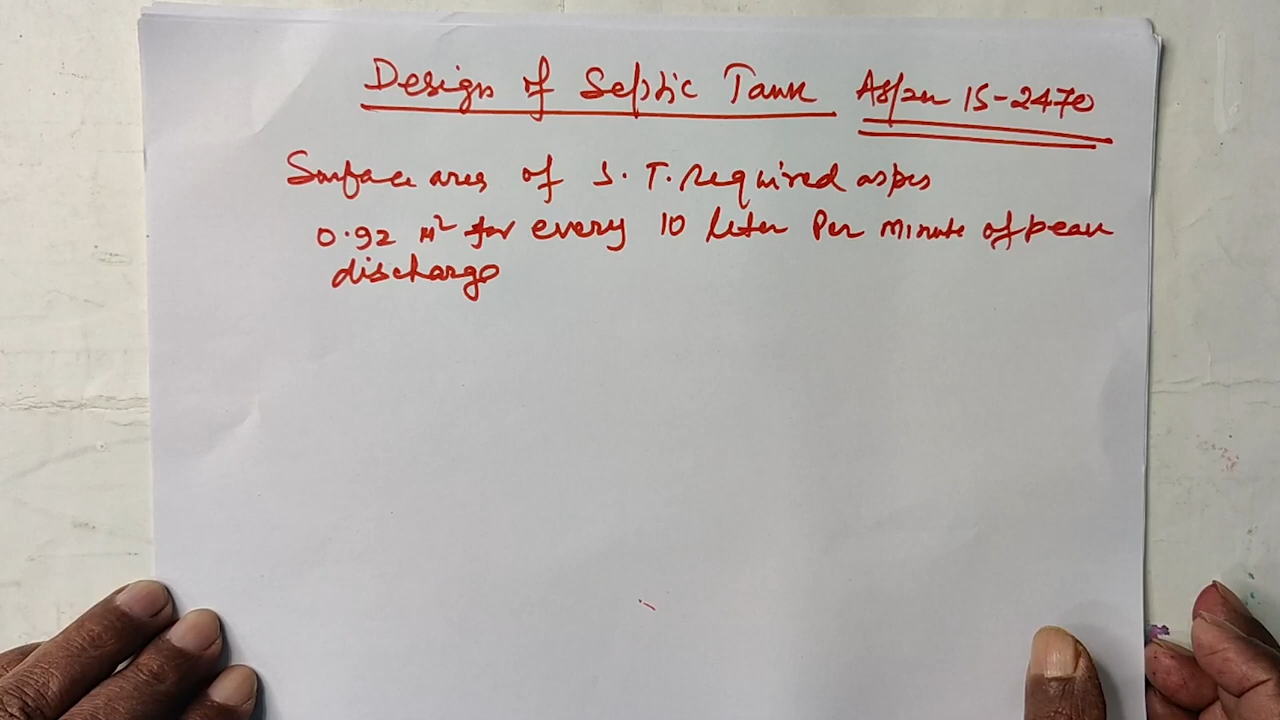 Design of Septic Tank As per IS-2470
Surface area of S.T. required as per
0.92 M² for every 10 liter Per Minute of peak
discharge